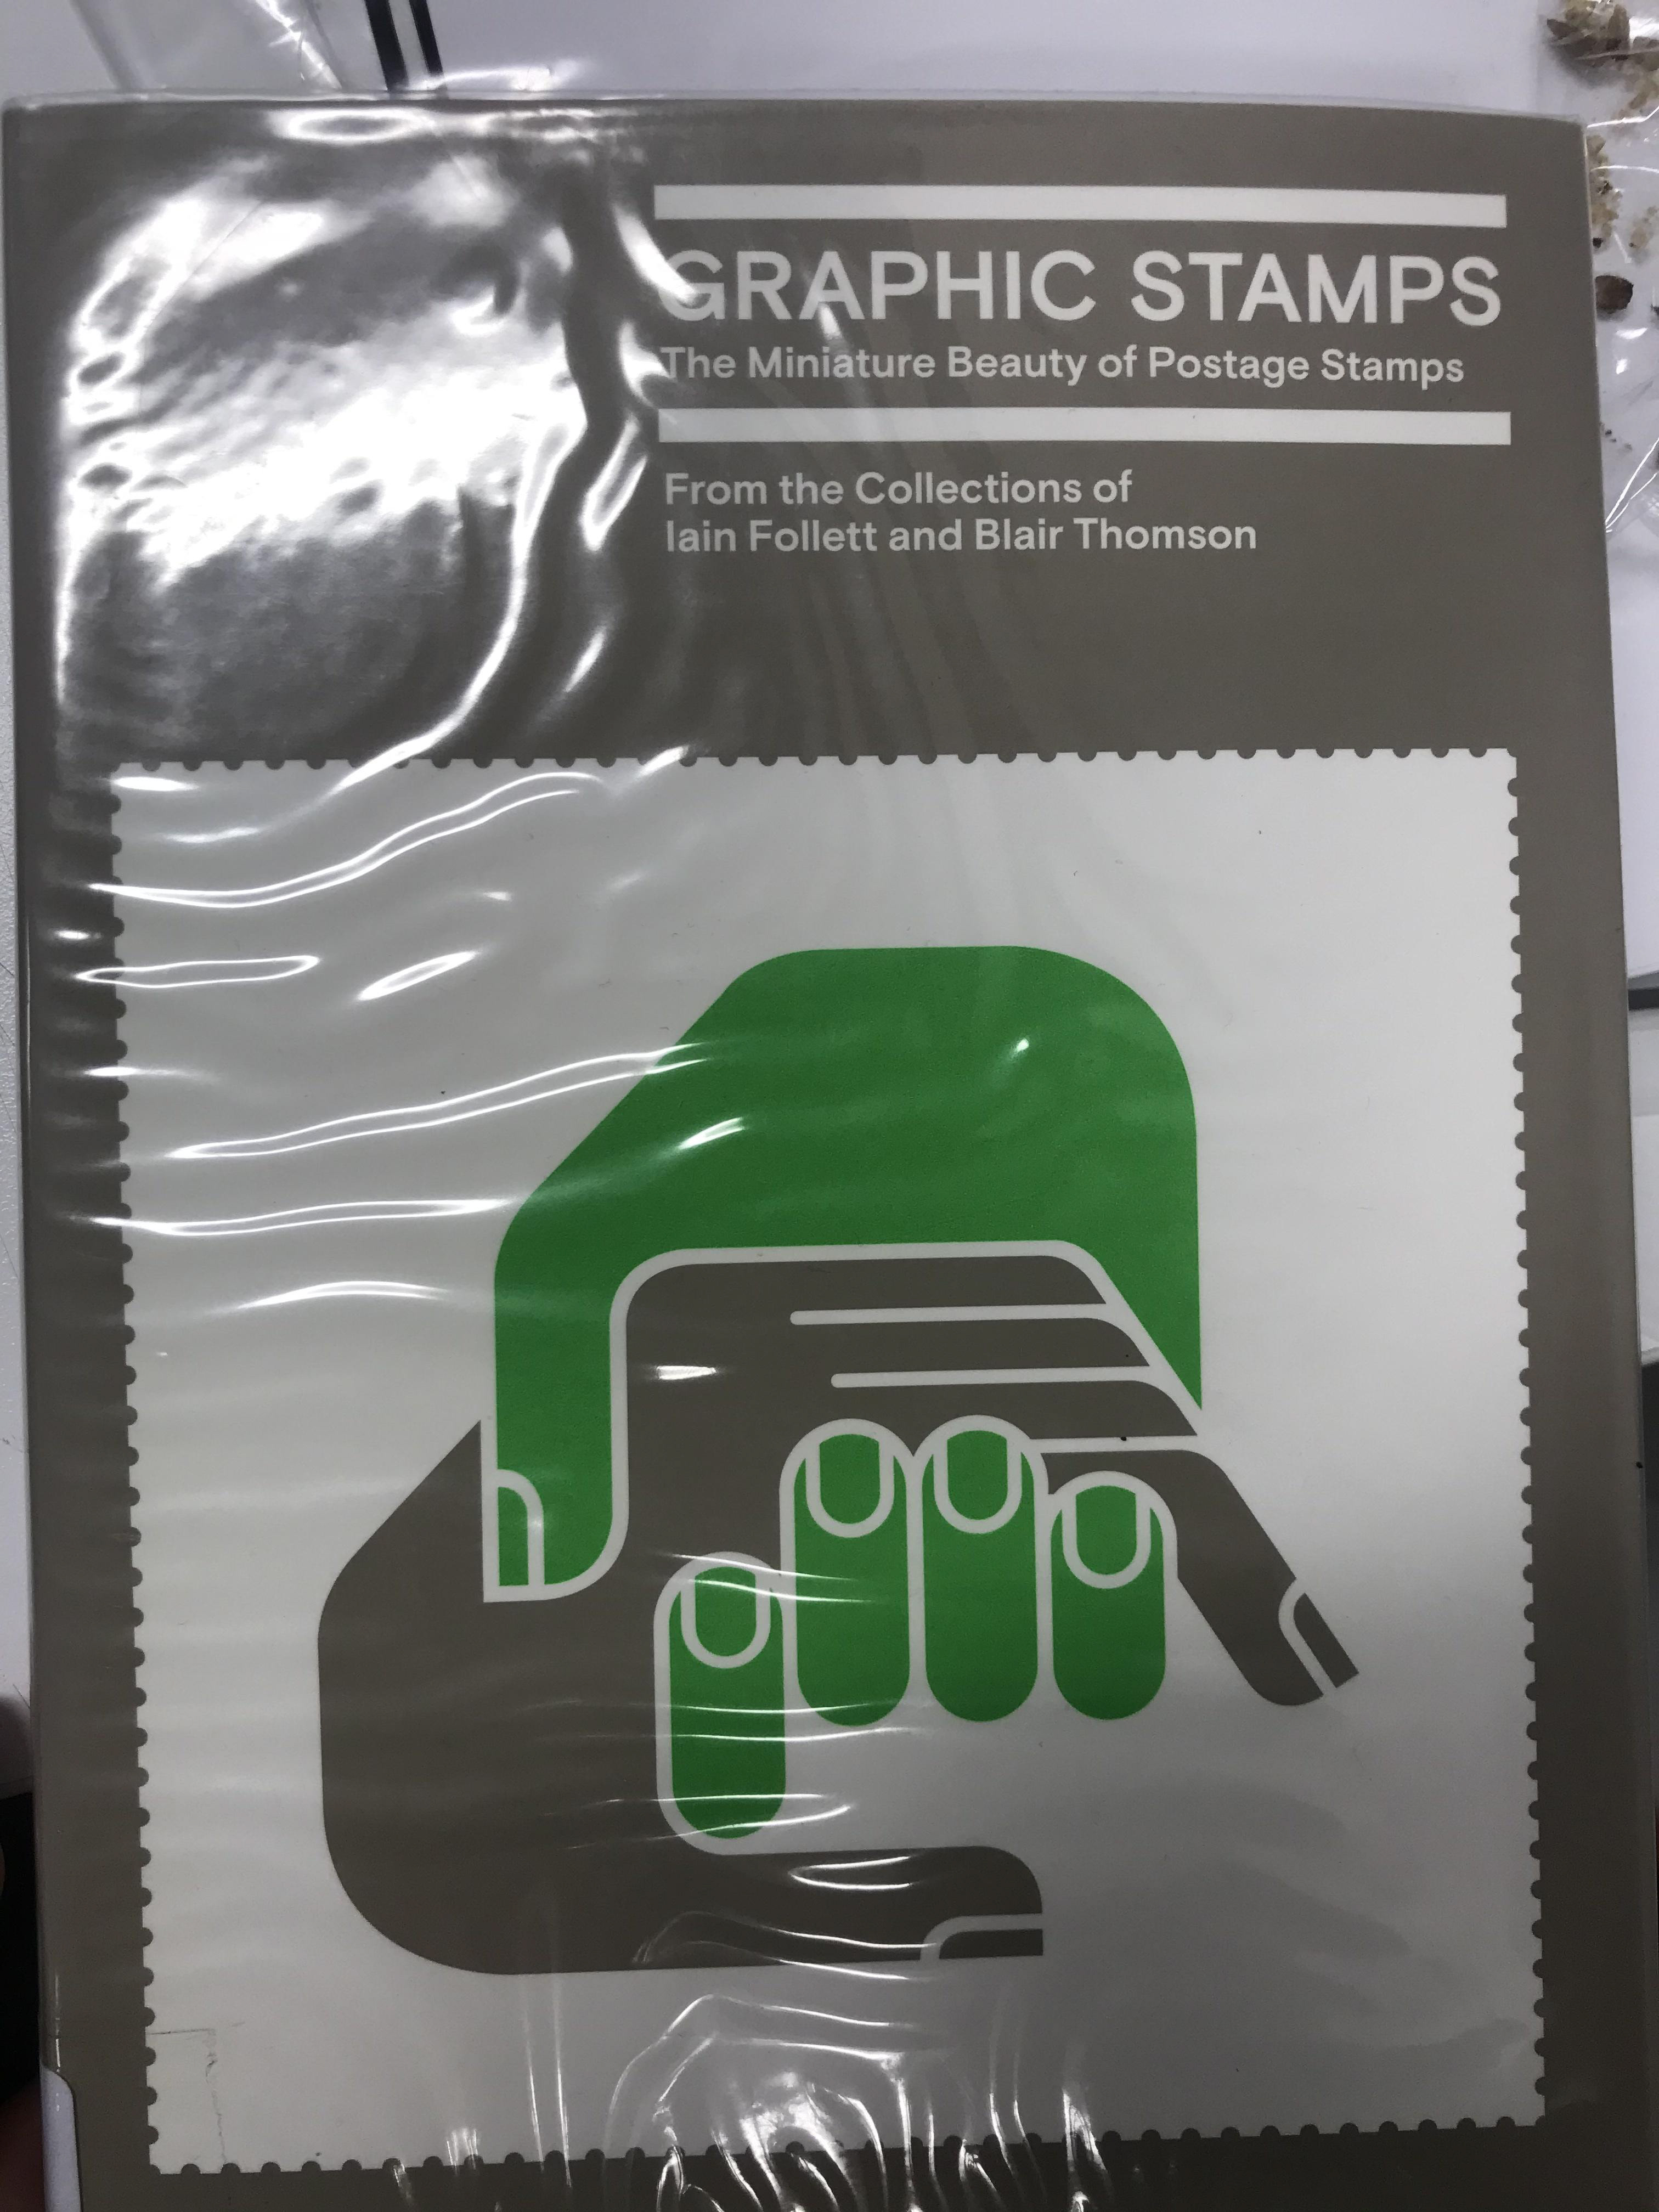 GRAPHIC STAMPS
The Miniature Beauty of Postage Stamps
From the Collections of
Iain Follett and Blair Thomson